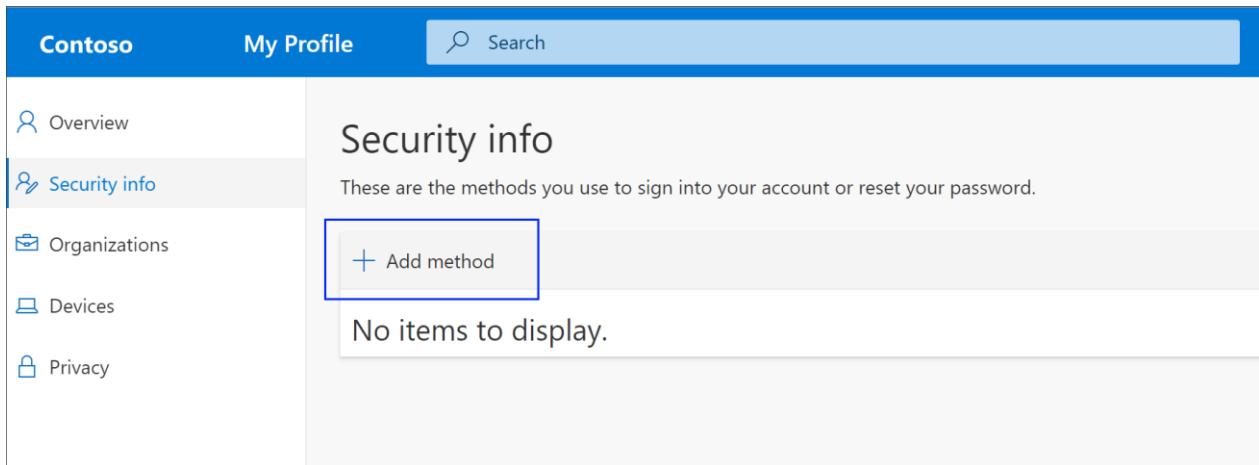 Contoso My Profile Search
Overview
Security info
Organizations
Devices
Privacy
Security info
These are the methods you use to sign into your account or reset your password.
Add method
No items to display.